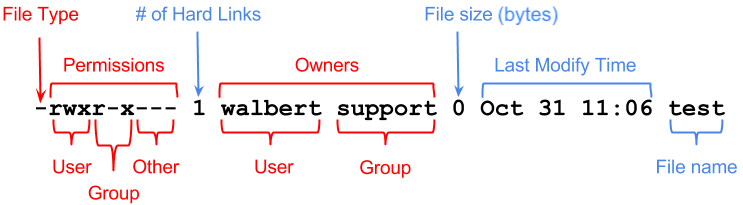 File Type # of Hard Links File size (bytes)
Permissions Owners Last Modify Time
-rwxr-x--- 1 walbert support 0 Oct 31 11:06 test
User Other User Group File name
Group